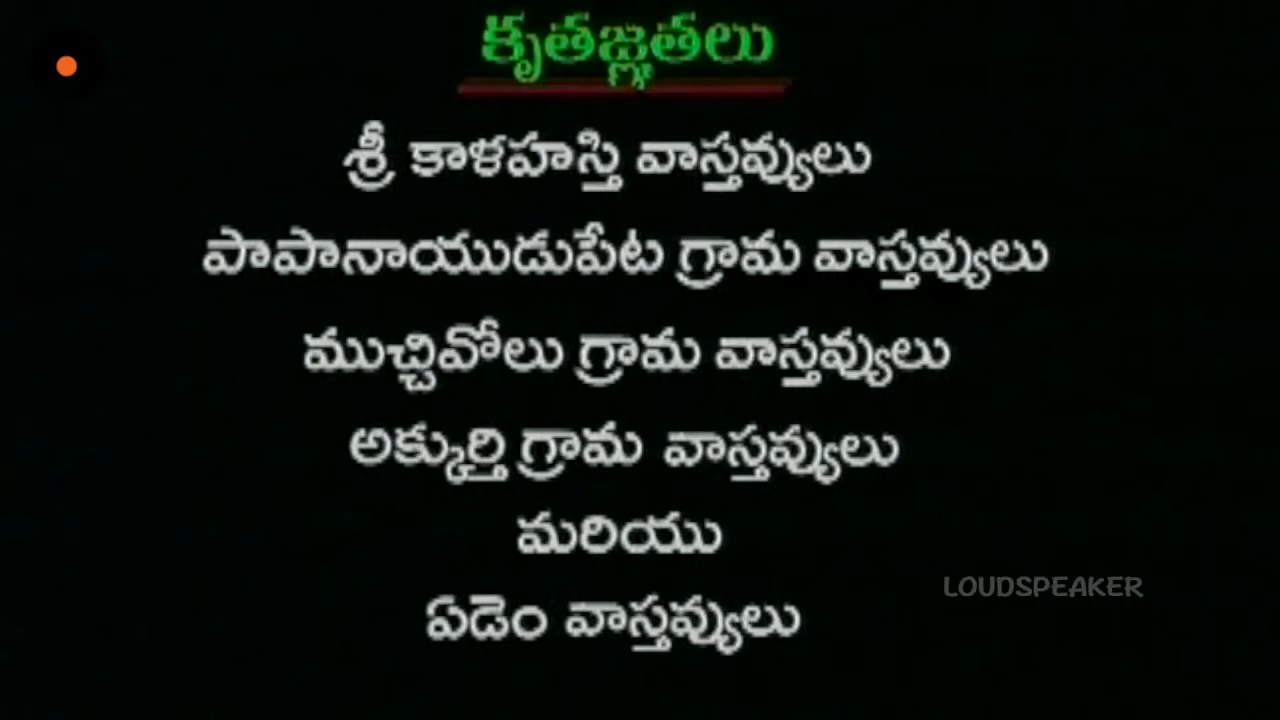 కృతజ్ఞతలు
శ్రీ కాళహస్తి వాస్తవ్యులు
పాపానాయుడుపేట గ్రామ వాస్తవ్యులు
ముచ్చివోలు గ్రామ వాస్తవ్యులు
అక్కుర్తి గ్రామ వాస్తవ్యులు
మరియు
ఏడెం వాస్తవ్యులు
LOUDSPEAKER